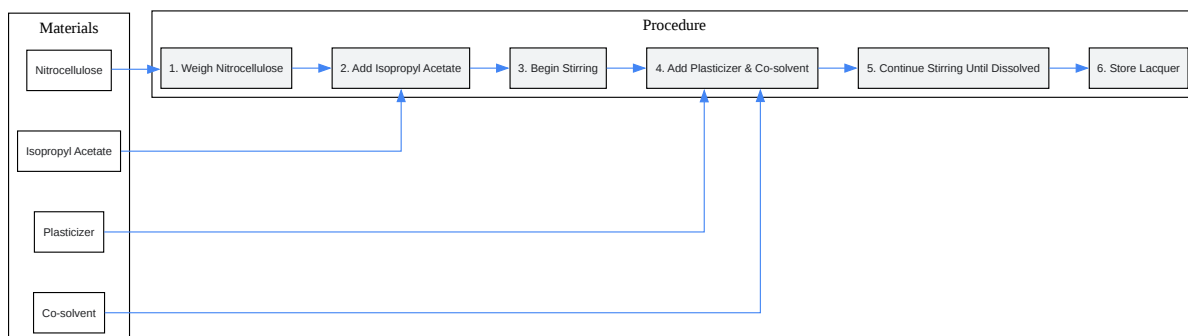 Materials
Procedure
Nitrocellulose
1. Weigh Nitrocellulose
2. Add Isopropyl Acetate
3. Begin Stirring
4. Add Plasticizer & Co-solvent
5. Continue Stirring Until Dissolved
6. Store Lacquer
Isopropyl Acetate
Plasticizer
Co-solvent